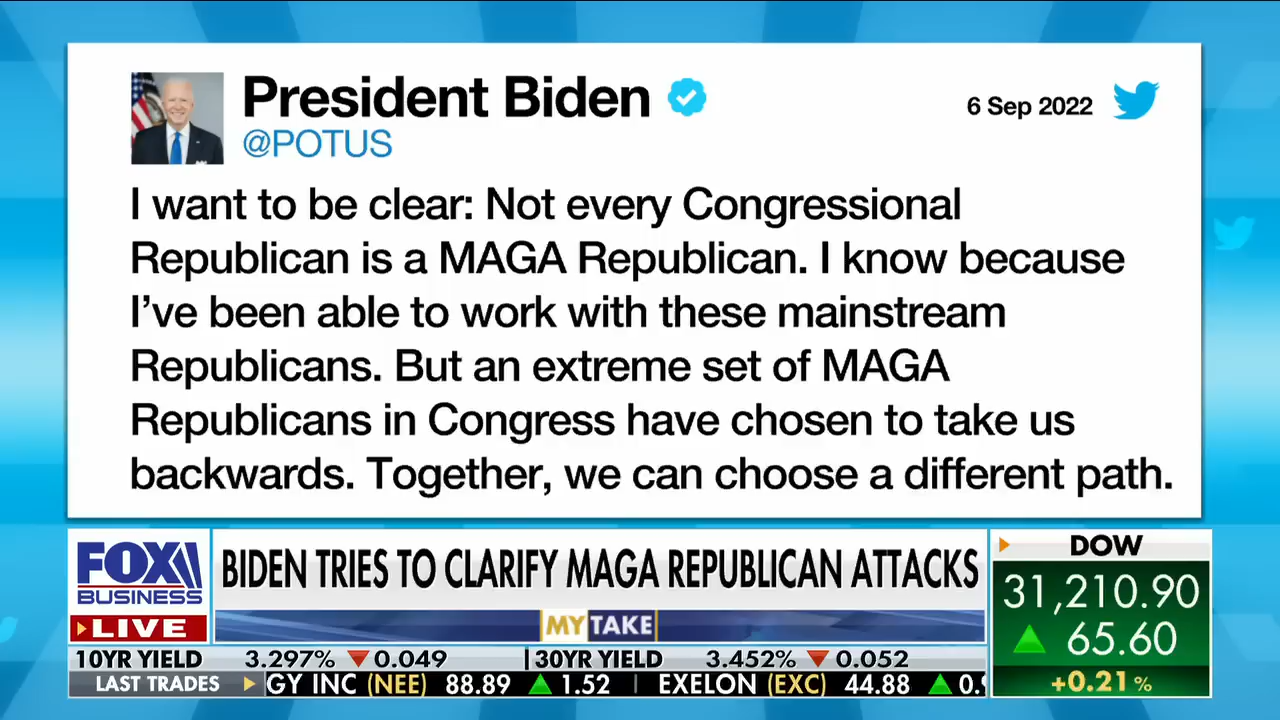 President Biden
@POTUS
6 Sep 2022
I want to be clear: Not every Congressional
Republican is a MAGA Republican. I know because
I’ve been able to work with these mainstream
Republicans. But an extreme set of MAGA
Republicans in Congress have chosen to take us
backwards. Together, we can choose a different path.
FOX
BUSINESS
LIVE
BIDEN TRIES TO CLARIFY MAGA REPUBLICAN ATTACKS
MY TAKE
DOW
31,210.90
65.60
+0.21%
10YR YIELD 3.297% 0.049 30YR YIELD 3.452% 0.052
LAST TRADES GY INC (NEE) 88.89 1.52 EXELON (EXC) 44.88